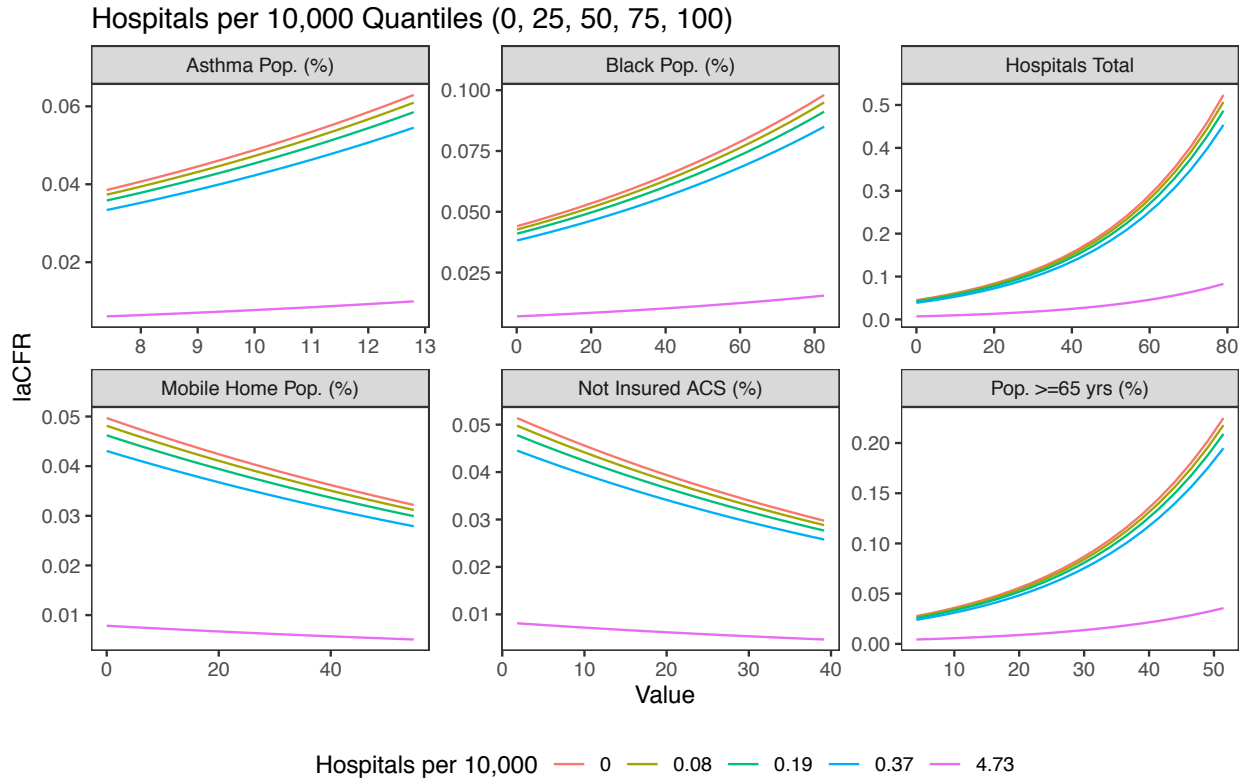 Hospitals per 10,000 Quantiles (0, 25, 50, 75, 100)
Asthma Pop. (%)
Black Pop. (%)
Hospitals Total
0.06
0.04
0.02
8 9 10 11 12 13
0.100
0.075
0.050
0.025
0 20 40 60 80
0.5
0.4
0.3
0.2
0.1
0.0
0 20 40 60 80
IaCFR
Mobile Home Pop. (%)
Not Insured ACS (%)
Pop. >=65 yrs (%)
0.05
0.04
0.03
0.02
0.01
0 20 40
0.05
0.04
0.03
0.02
0.01
0 10 20 30 40
0.20
0.15
0.10
0.05
0.00
10 20 30 40 50
Value
Hospitals per 10,000 0 0.08 0.19 0.37 4.73